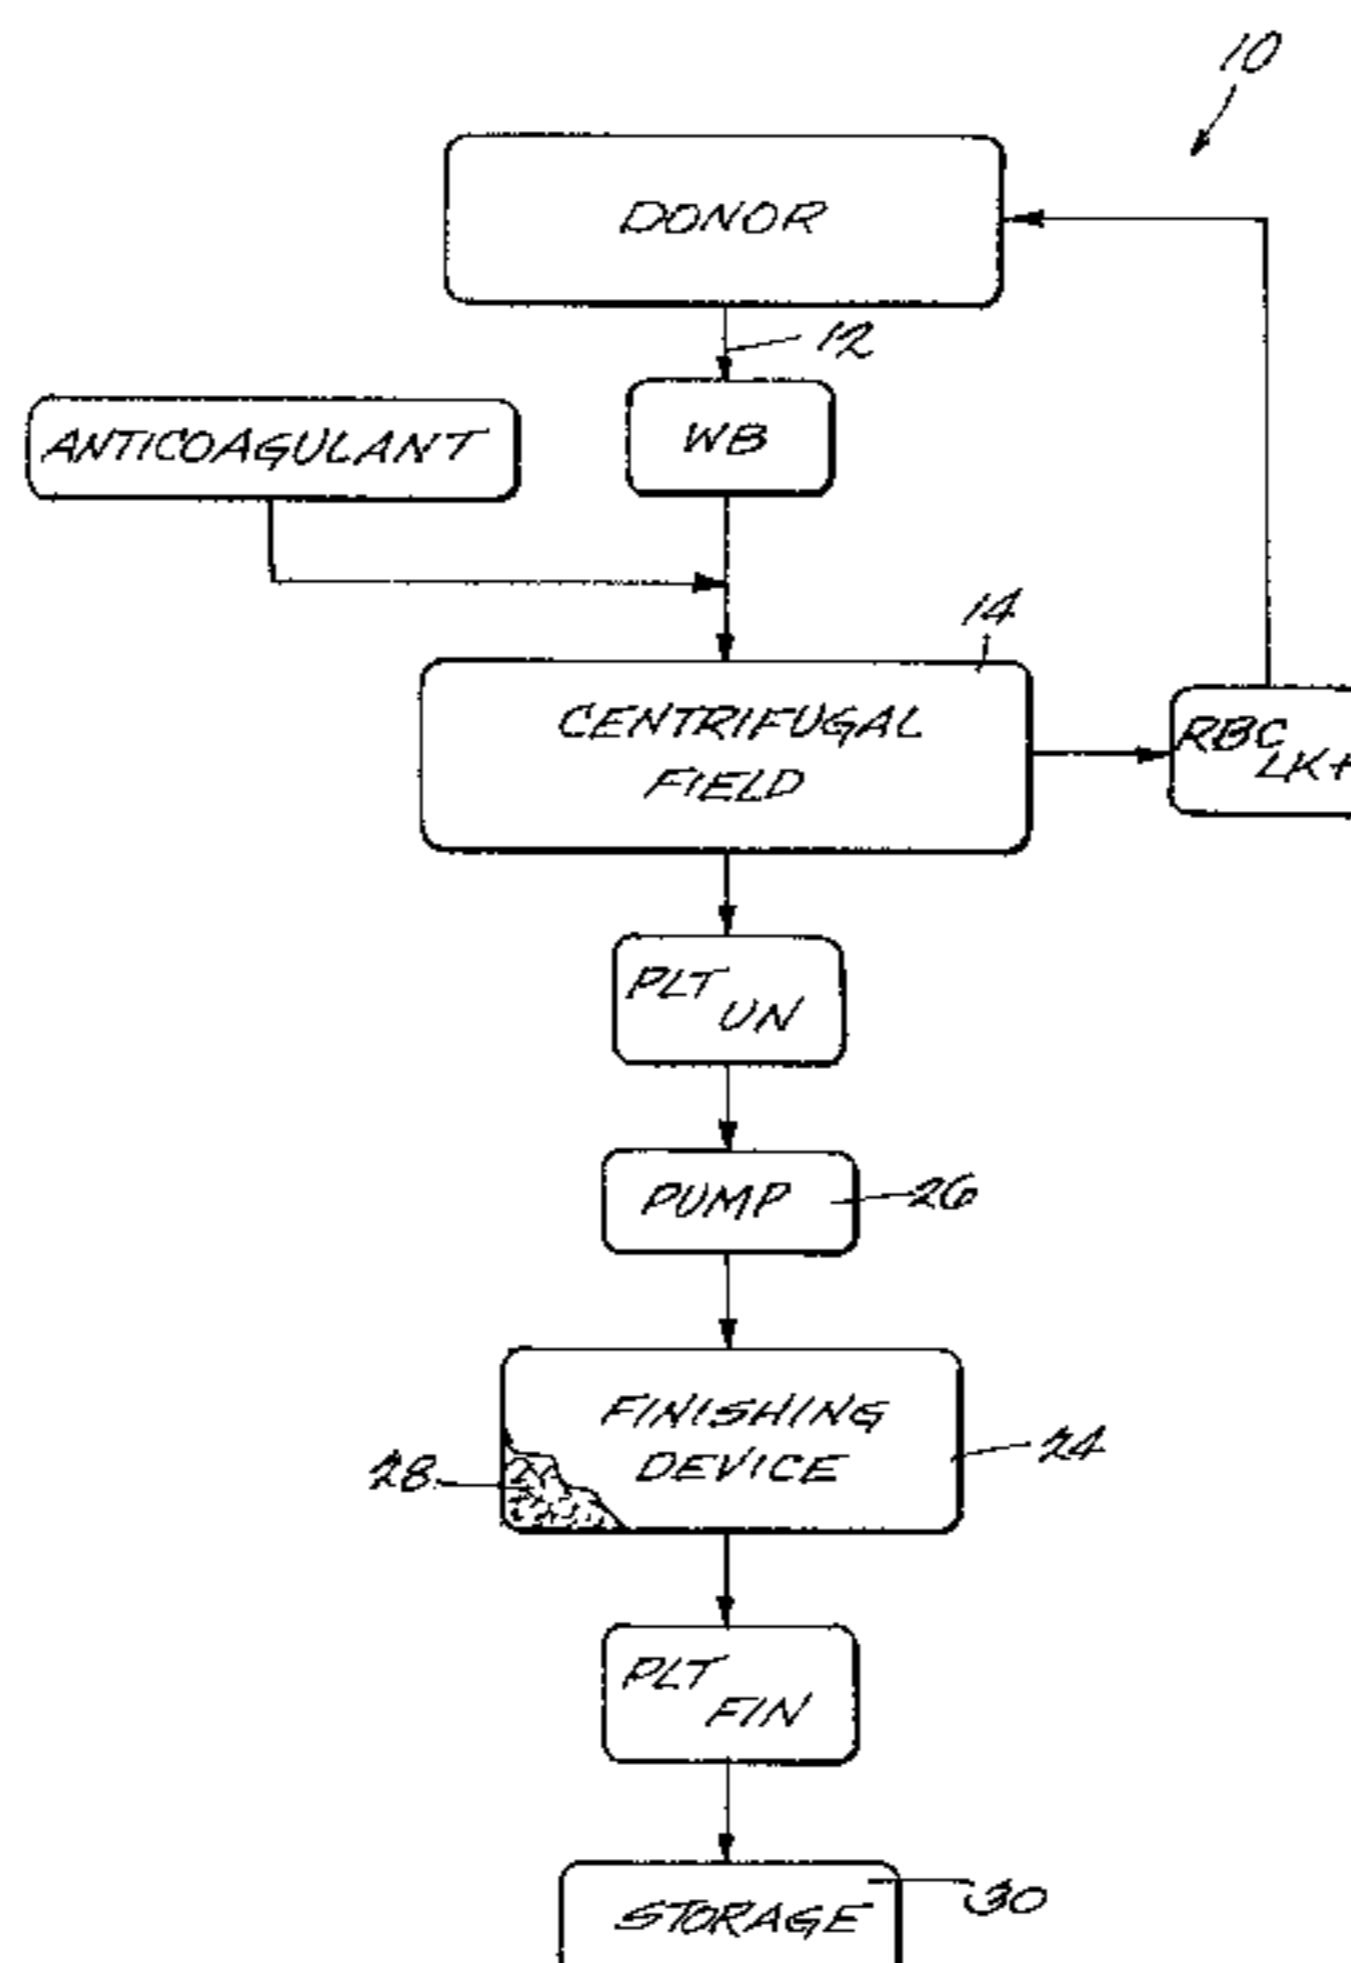 10
DONOR
12
ANTICOAGULANT
WB
14
CENTRIFUGAL
FIELD
RBC
LK+
PLT
UN
PUMP
26
FINISHING
DEVICE
24
28
PLT
FIN
STORAGE
30